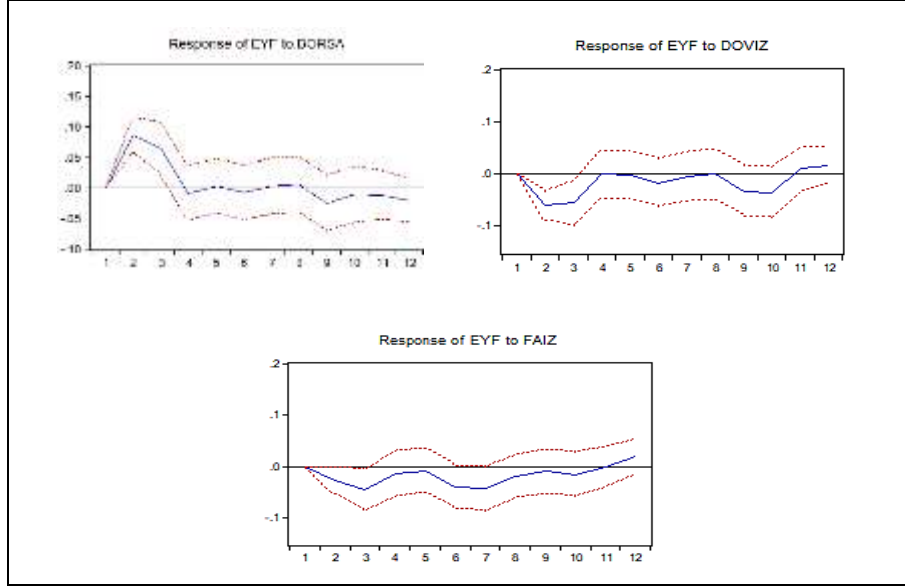 Response of EYF to BORSA
.20
.15
.10
.05
.00
-.05
-.10
1 2 3 4 5 6 7 8 9 10 11 12
Response of EYF to DOVIZ
.2
.1
.0
-.1
1 2 3 4 5 6 7 8 9 10 11 12
Response of EYF to FAIZ
.2
.1
.0
-.1
1 2 3 4 5 6 7 8 9 10 11 12